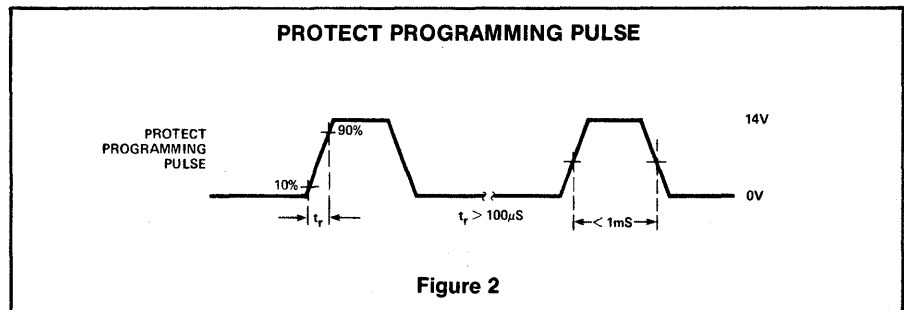 PROTECT PROGRAMMING PULSE
PROTECT
PROGRAMMING
PULSE
90%
10%
tr
tr > 100μS
< 1mS
14V
0V
Figure 2